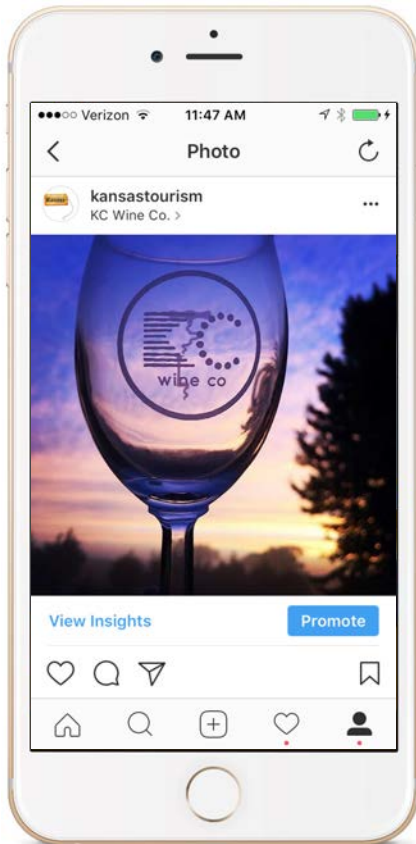 Verizon 11:47 AM
Photo
kansastourism
KC Wine Co. >
KC
wine co
View Insights
Promote